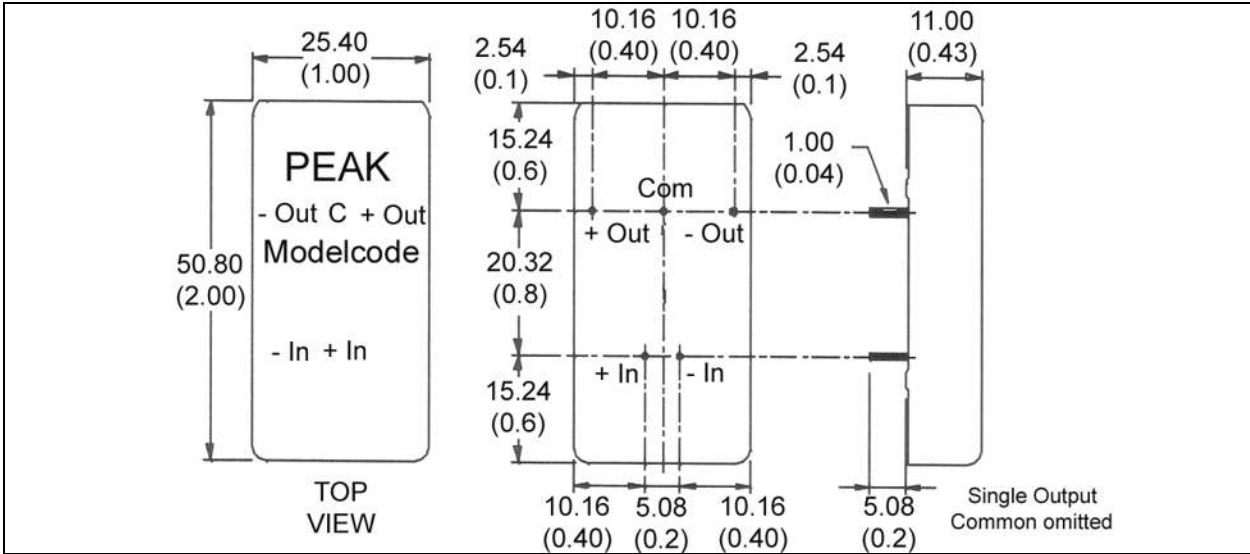 25.40
(1.00)
50.80
(2.00)
PEAK
- Out C + Out
Modelcode
- In + In
TOP
VIEW
10.16 10.16
(0.40) (0.40)
2.54
(0.1)
2.54
(0.1)
15.24
(0.6)
20.32
(0.8)
15.24
(0.6)
Com
+ Out - Out
+ In - In
10.16 5.08 10.16
(0.40) (0.2) (0.40)
11.00
(0.43)
1.00
(0.04)
5.08
(0.2)
Single Output
Common omitted